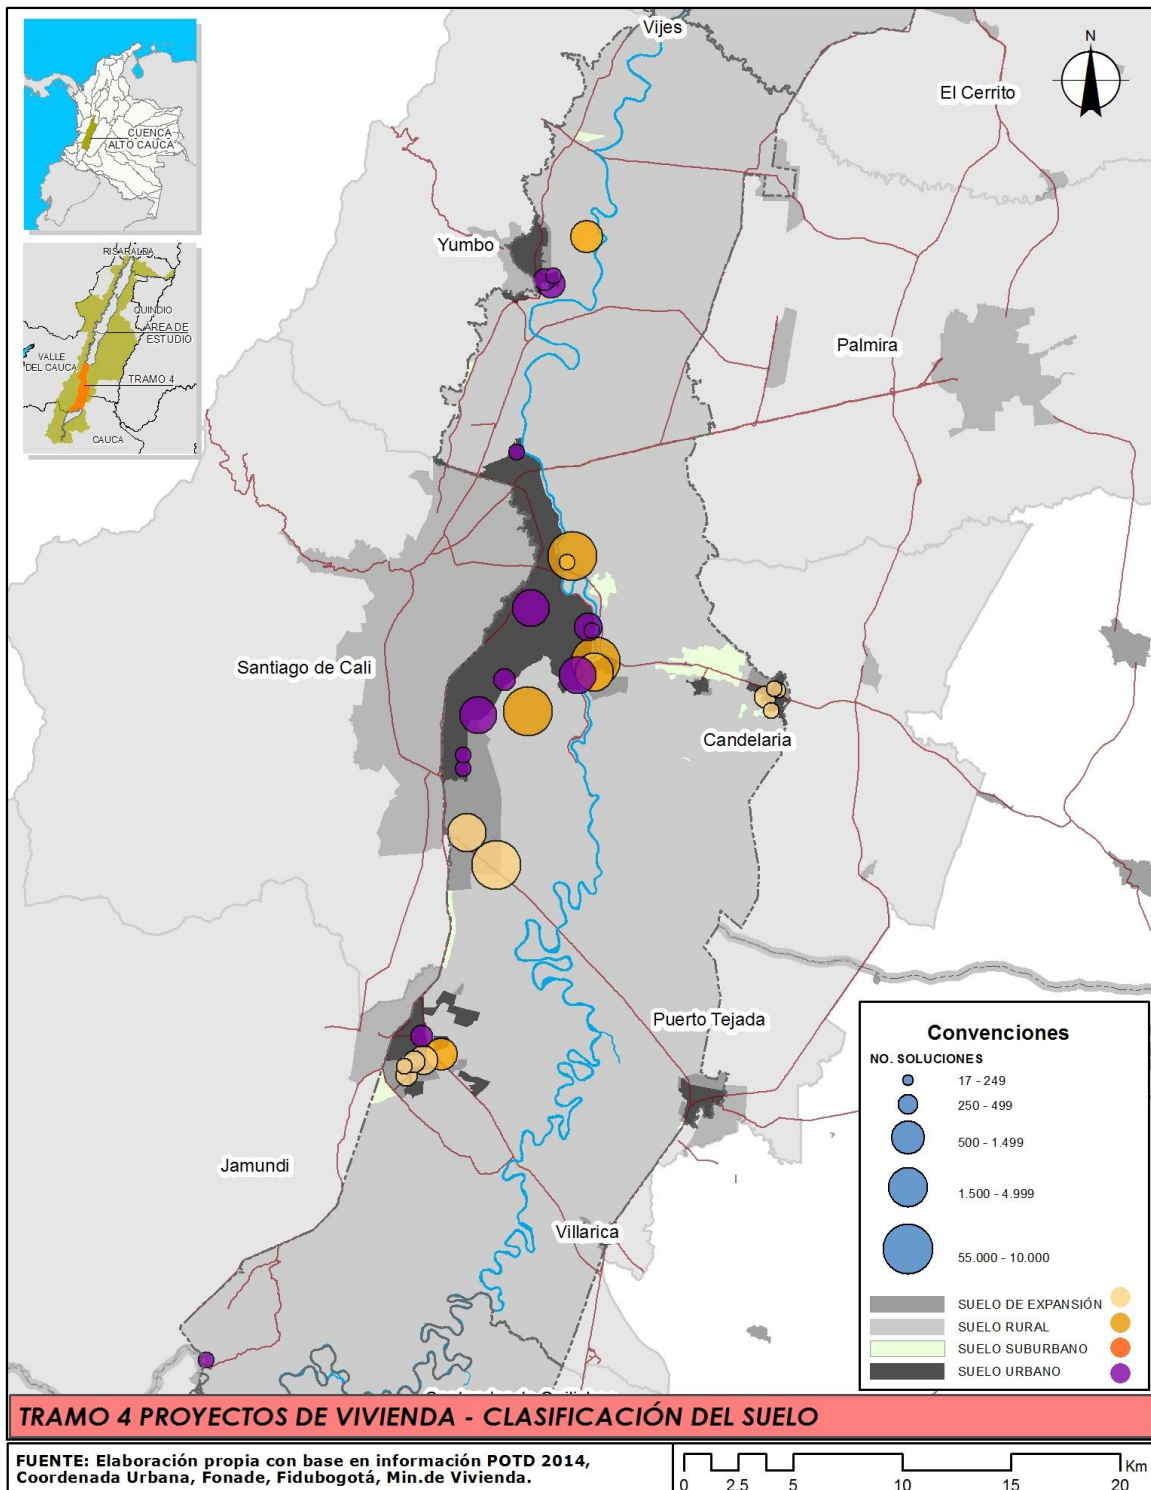 Vijes
N
El Cerrito
CUENCA
ALTO CAUCA
Yumbo
RISARALDA
QUINDIO
AREA DE
ESTUDIO
VALLE
DEL CAUCA
TRAMO 4
CAUCA
Palmira
Santiago de Cali
Candelaria
Puerto Tejada
Jamundi
Villarica
Convenciones
NO. SOLUCIONES
17 - 249
250 - 499
500 - 1.499
1.500 - 4.999
55.000 - 10.000
SUELO DE EXPANSIÓN
SUELO RURAL
SUELO SUBURBANO
SUELO URBANO
TRAMO 4 PROYECTOS DE VIVIENDA - CLASIFICACIÓN DEL SUELO
FUENTE: Elaboración propia con base en información POTD 2014,
Coordenada Urbana, Fonade, Fidubogotá, Min.de Vivienda.
Km
0 2.5 5 10 15 20